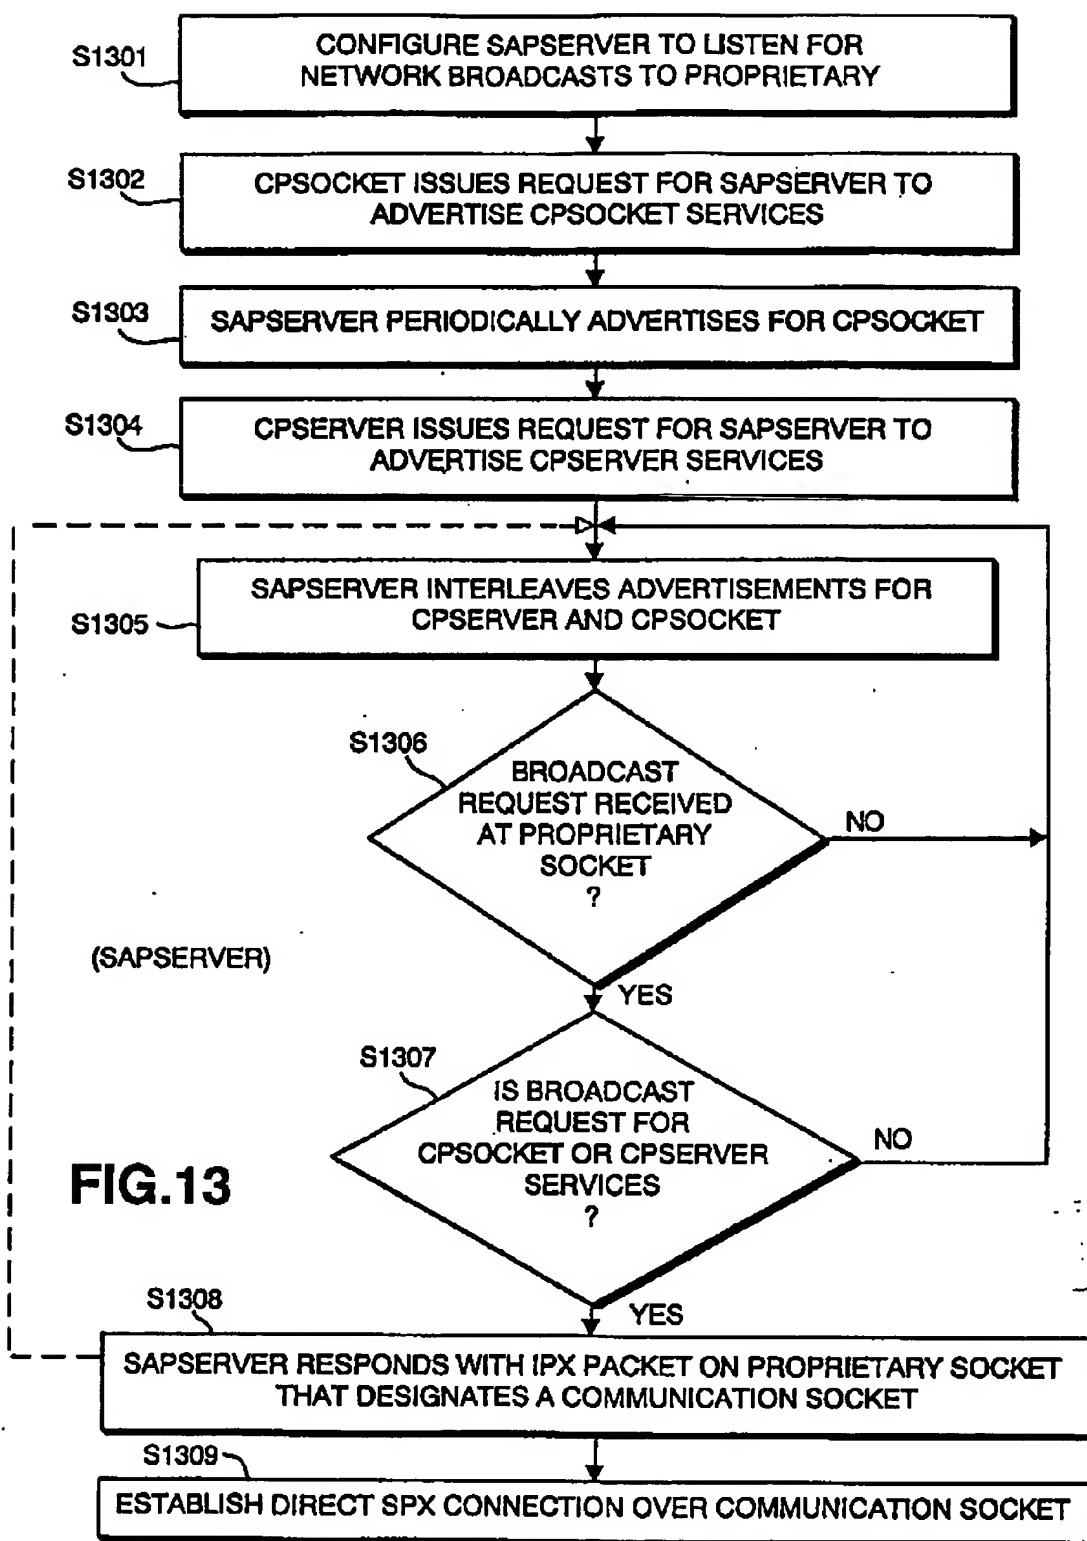 S1301
CONFIGURE SAPSERVER TO LISTEN FOR
NETWORK BROADCASTS TO PROPRIETARY
S1302
CPSOCKET ISSUES REQUEST FOR SAPSERVER TO
ADVERTISE CPSOCKET SERVICES
S1303
SAPSERVER PERIODICALLY ADVERTISES FOR CPSOCKET
S1304
CPSERVER ISSUES REQUEST FOR SAPSERVER TO
ADVERTISE CPSERVER SERVICES
S1305
SAPSERVER INTERLEAVES ADVERTISEMENTS FOR
CPSERVER AND CPSOCKET
S1306
BROADCAST
REQUEST RECEIVED
AT PROPRIETARY
SOCKET
?
NO
(SAPSERVER)
YES
S1307
IS BROADCAST
REQUEST FOR
CPSOCKET OR CPSERVER
SERVICES
?
NO
FIG.13
YES
S1308
SAPSERVER RESPONDS WITH IPX PACKET ON PROPRIETARY SOCKET
THAT DESIGNATES A COMMUNICATION SOCKET
S1309
ESTABLISH DIRECT SPX CONNECTION OVER COMMUNICATION SOCKET